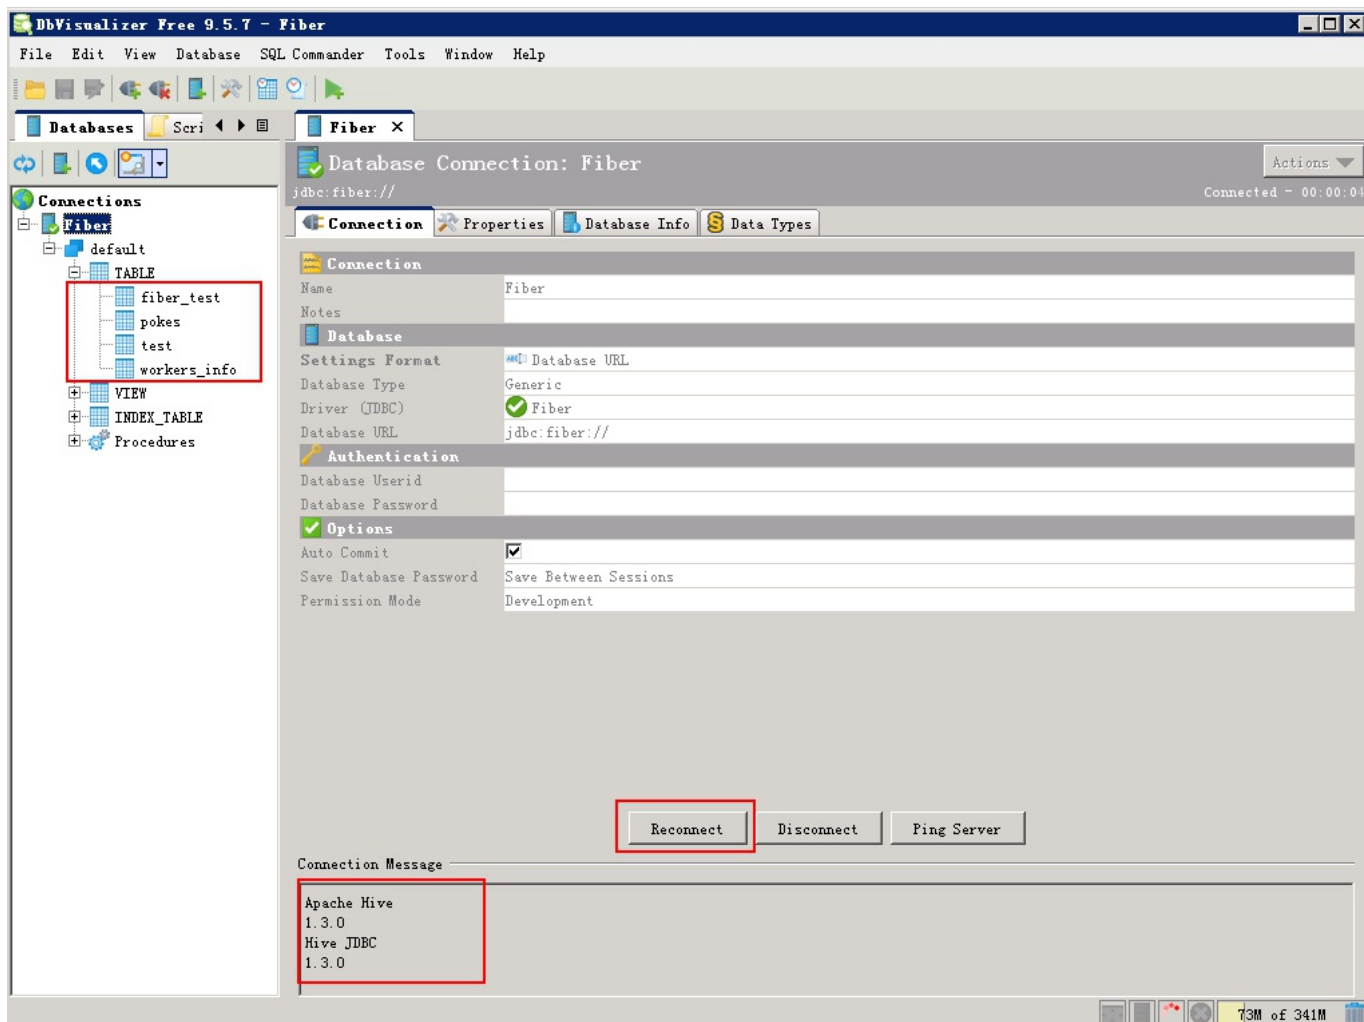 DbVisualizer Free 9.5.7 - Fiber
File Edit View Database SQL Commander Tools Window Help
Databases Scri
Fiber X
Database Connection: Fiber
Actions
jdbc:fiber://
Connected - 00:00:04
Connection Properties Database Info Data Types
Connections
Fiber
default
TABLE
fiber_test
pokes
test
workers_info
VIEW
INDEX_TABLE
Procedures
Connection
Name Fiber
Notes
Database
Settings Format Database URL
Database Type Generic
Driver (JDBC) Fiber
Database URL jdbc:fiber://
Authentication
Database Userid
Database Password
Options
Auto Commit
Save Database Password Save Between Sessions
Permission Mode Development
Reconnect Disconnect Ping Server
Connection Message
Apache Hive
1.3.0
Hive JDBC
1.3.0
73M of 341M